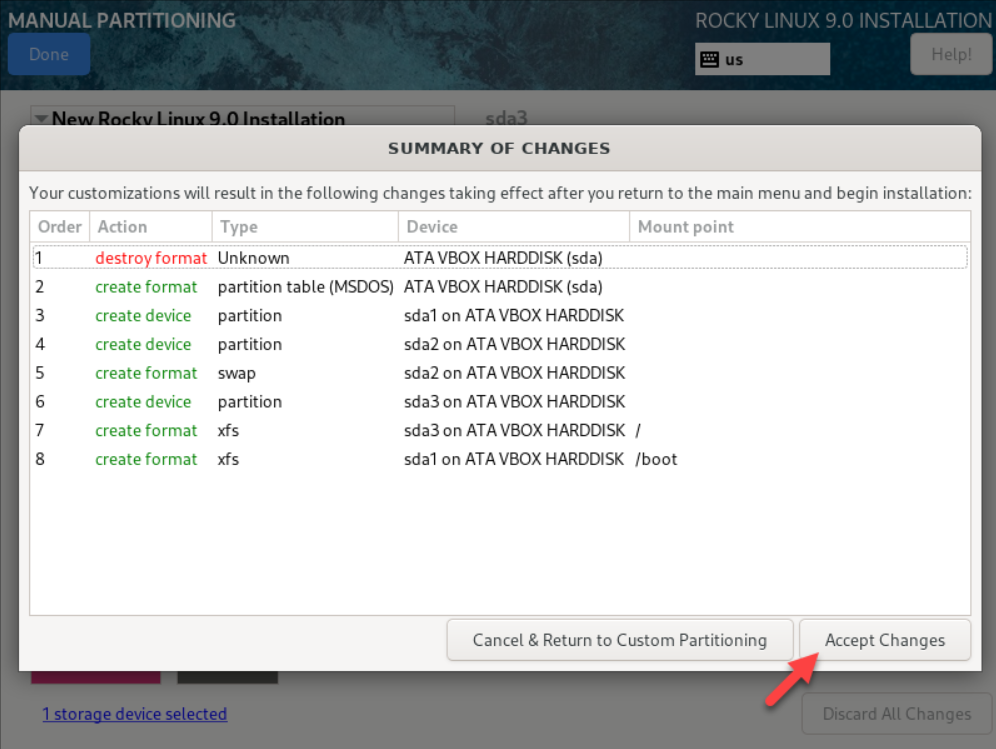 MANUAL PARTITIONING
ROCKY LINUX 9.0 INSTALLATION
Done
us
Help!
New Rocky Linux 9.0 Installation
sda3
SUMMARY OF CHANGES
Your customizations will result in the following changes taking effect after you return to the main menu and begin installation:
Order Action Type Device Mount point
1 destroy format Unknown ATA VBOX HARDDISK (sda)
2 create format partition table (MSDOS) ATA VBOX HARDDISK (sda)
3 create device partition sda1 on ATA VBOX HARDDISK
4 create device partition sda2 on ATA VBOX HARDDISK
5 create format swap sda2 on ATA VBOX HARDDISK
6 create device partition sda3 on ATA VBOX HARDDISK
7 create format xfs sda3 on ATA VBOX HARDDISK /
8 create format xfs sda1 on ATA VBOX HARDDISK /boot
Cancel & Return to Custom Partitioning
Accept Changes
1 storage device selected
Discard All Changes